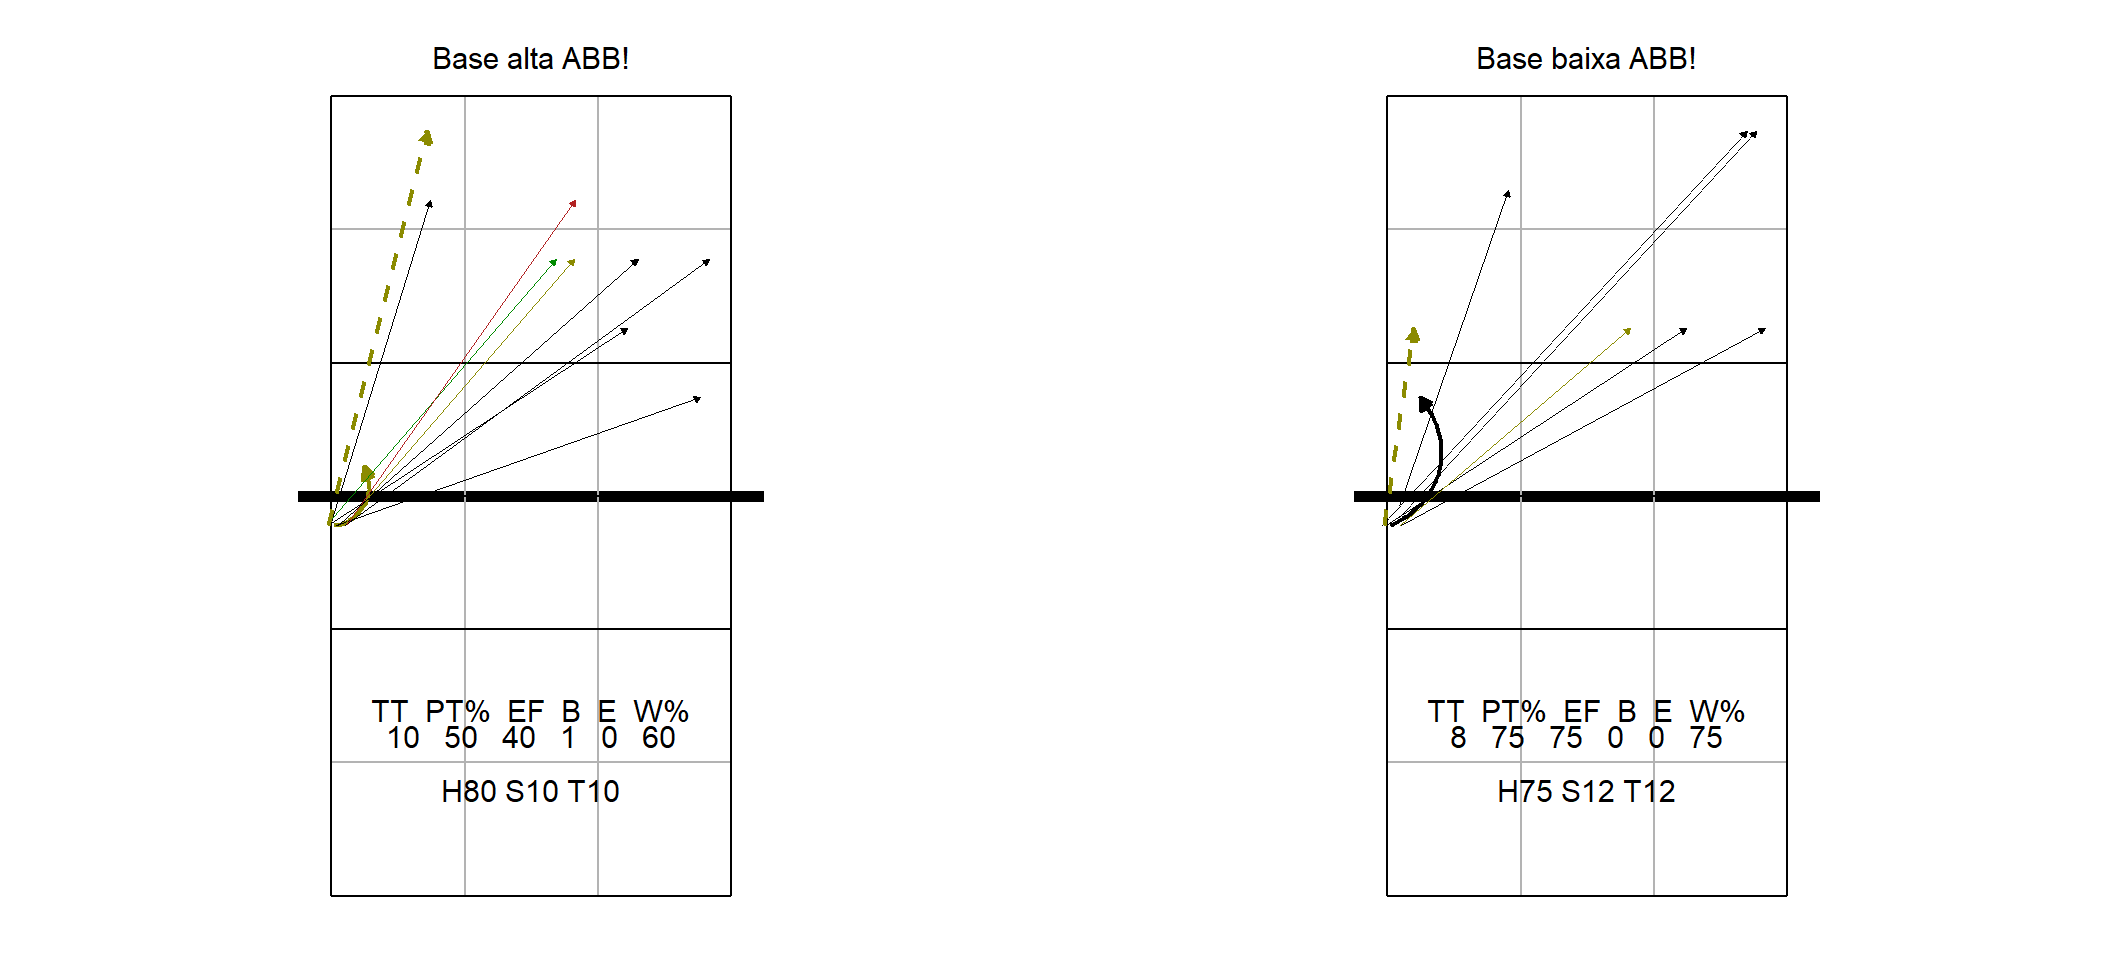 Base alta ABB!
TT PT% EF B E W%
10 50 40 1 0 60
H80 S10 T10
Base baixa ABB!
TT PT% EF B E W%
8 75 75 0 0 75
H75 S12 T12